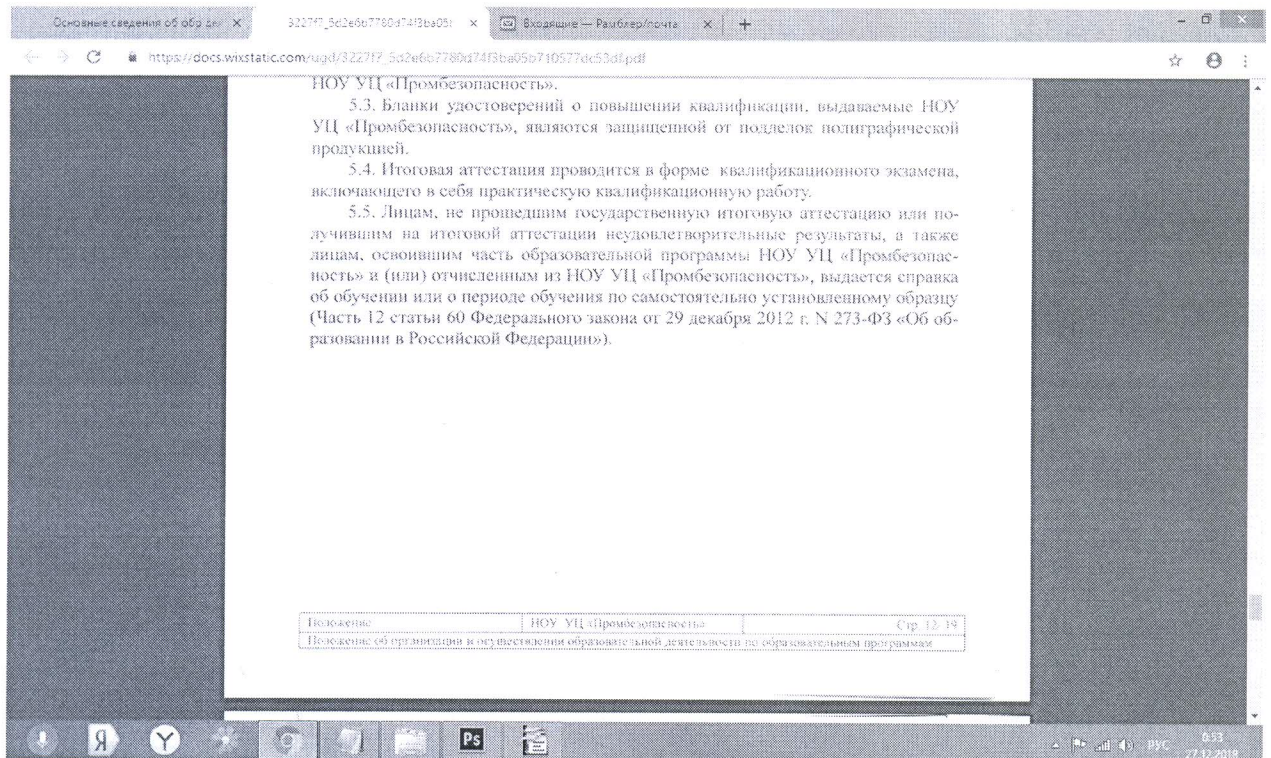 Основные сведения об обр
3227f7_5d2e6b7780d74f3ba05
Входящие — Рамблер/почта
https://docs.wixstatic.com/ugd/3227f7_5d2e6b7780d74f3ba05b710577dc53d8.pdf
НОУ УЦ «Промбезопасность».
5.3. Бланки удостоверений о повышении квалификации, выдаваемые НОУ
УЦ «Промбезопасность», являются защищенной от подделок полиграфической
продукцией.
5.4. Итоговая аттестация проводится в форме квалификационного экзамена,
включающего в себя практическую квалификационную работу.
5.5. Лицам, не прошедшим государственную итоговую аттестацию или по-
лучившим на итоговой аттестации неудовлетворительные результаты, а также
лицам, освоившим часть образовательной программы НОУ УЦ «Промбезопас-
ность» и (или) отчисленным из НОУ УЦ «Промбезопасность», выдается справка
об обучении или о периоде обучения по самостоятельно установленному образцу
(Часть 12 статьи 60 Федерального закона от 29 декабря 2012 г. N 273-ФЗ «Об об-
разовании в Российской Федерации»).
Положение НОУ УЦ «Промбезопасность» Стр. 12/19
Положение об организации и осуществлении образовательной деятельности по образовательным программам
Я Y Ps РУС 0:53
27.12.2018